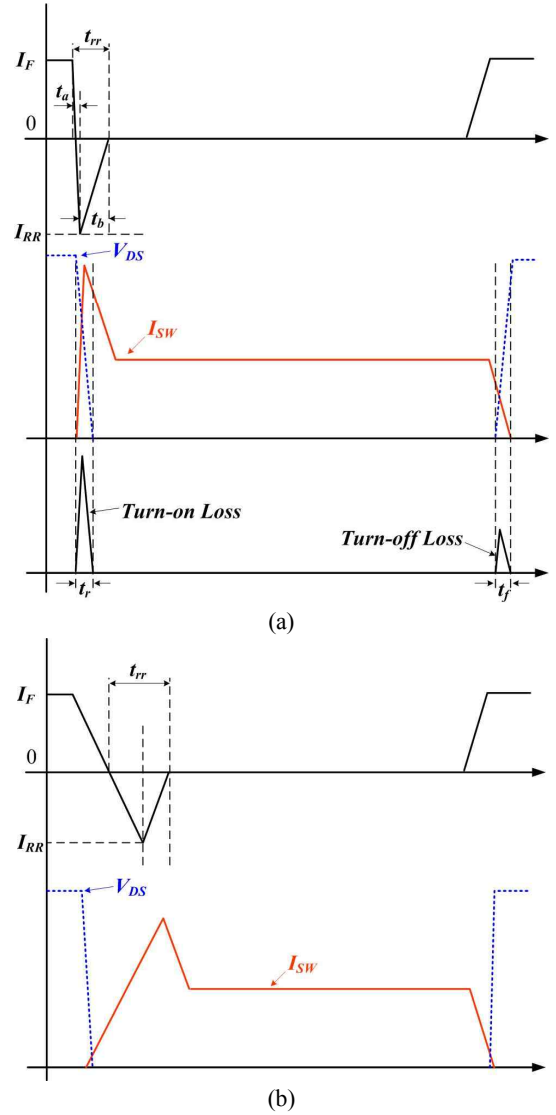 t_rr
I_F
t_a
0
t_b
I_RR
V_DS
I_SW
Turn-on Loss
Turn-off Loss
t_r
t_f
(a)
t_rr
I_F
0
I_RR
V_DS
I_SW
(b)